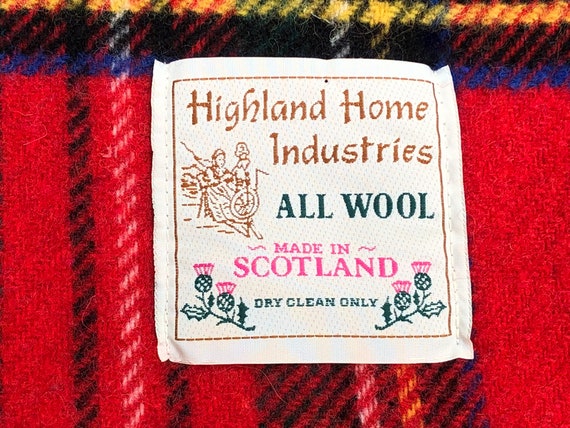 Highland Home
Industries
ALL WOOL
~ MADE IN ~
SCOTLAND
DRY CLEAN ONLY